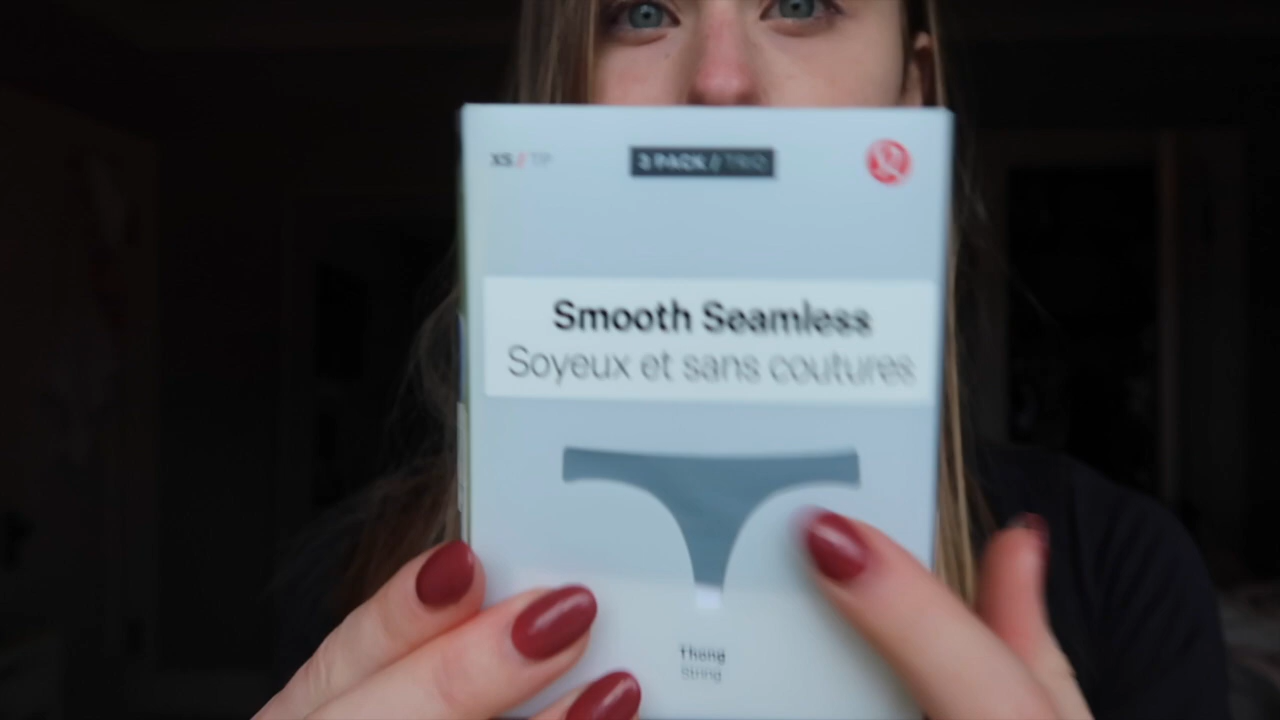 XS // TP
3 PACK // TRIO
Smooth Seamless
Soyeux et sans coutures
Thong
String